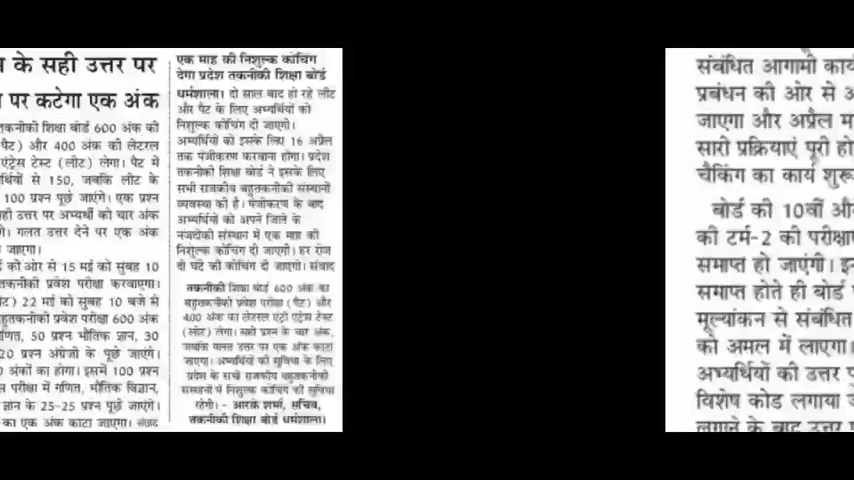 के सही उत्तर पर
पर कटेगा एक अंक
तकनीकी शिक्षा बोर्ड 600 अंक की
पैट) और 400 अंक की लेटरल
एंट्रेंस टेस्ट (लीट) लेगा। पैट में
र्थियों से 150, जबकि लीट के
100 प्रश्न पूछे जाएंगे। एक प्रश्न
ही उत्तर पर अभ्यर्थी को चार अंक
गे। गलत उत्तर देने पर एक अंक
जाएगा।
की ओर से 15 मई को सुबह 10
तकनीकी प्रवेश परीक्षा करवाएगा।
ट) 22 मई को सुबह 10 बजे से
हुतकनीकी प्रवेश परीक्षा 600 अंक
णित, 50 प्रश्न भौतिक ज्ञान, 30
20 प्रश्न अंग्रेजी के पूछे जाएंगे।
अंकों का होगा। इसमें 100 प्रश्न
परीक्षा में गणित, भौतिक विज्ञान,
ज्ञान के 25-25 प्रश्न पूछे जाएंगे।
का एक अंक काटा जाएगा। संवाद
एक माह की निशुल्क कोचिंग
देगा प्रदेश तकनीकी शिक्षा बोर्ड
धर्मशाला। दो साल बाद हो रहे लीट
और पैट के लिए अभ्यर्थियों को
निशुल्क कोचिंग दी जाएगी।
अभ्यर्थियों को इसके लिए 16 अप्रैल
तक पंजीकरण करवाना होगा। प्रदेश
तकनीकी शिक्षा बोर्ड ने इसके लिए
सभी राजकीय बहुतकनीकी संस्थानों
व्यवस्था की है। पंजीकरण के बाद
अभ्यर्थियों को अपने जिले के
नजदीकी संस्थान में एक माह की
निशुल्क कोचिंग दी जाएगी। हर रोज
दो घंटे की कोचिंग दी जाएगी। संवाद
तकनीकी शिक्षा बोर्ड 600 अंक का
बहुतकनीकी प्रवेश परीक्षा (पैट) और
400 अंक का लेटरल एंट्री एंट्रेंस टेस्ट
(लीट) लेगा। सही प्रश्न के चार अंक,
जबकि गलत उत्तर पर एक अंक काटा
जाएगा। अभ्यर्थियों की सुविधा के लिए
प्रदेश के सभी राजकीय बहुतकनीकी
संस्थानों में निशुल्क कोचिंग की सुविधा
रहेगी। - आरके शर्मा, सचिव,
तकनीकी शिक्षा बोर्ड धर्मशाला।
संबंधित आगामी कार्य
प्रबंधन की ओर से अ
जाएगा और अप्रैल म
सारी प्रक्रियाएं पूरी हो
चैकिंग का कार्य शुरू
बोर्ड की 10वीं और
की टर्म-2 की परीक्षाए
समाप्त हो जाएंगी। इन
समाप्त होते ही बोर्ड
मूल्यांकन से संबंधित
को अमल में लाएगा।
अभ्यर्थियों की उत्तर प
विशेष कोड लगाया ज
लगाने के बाद उत्तर प